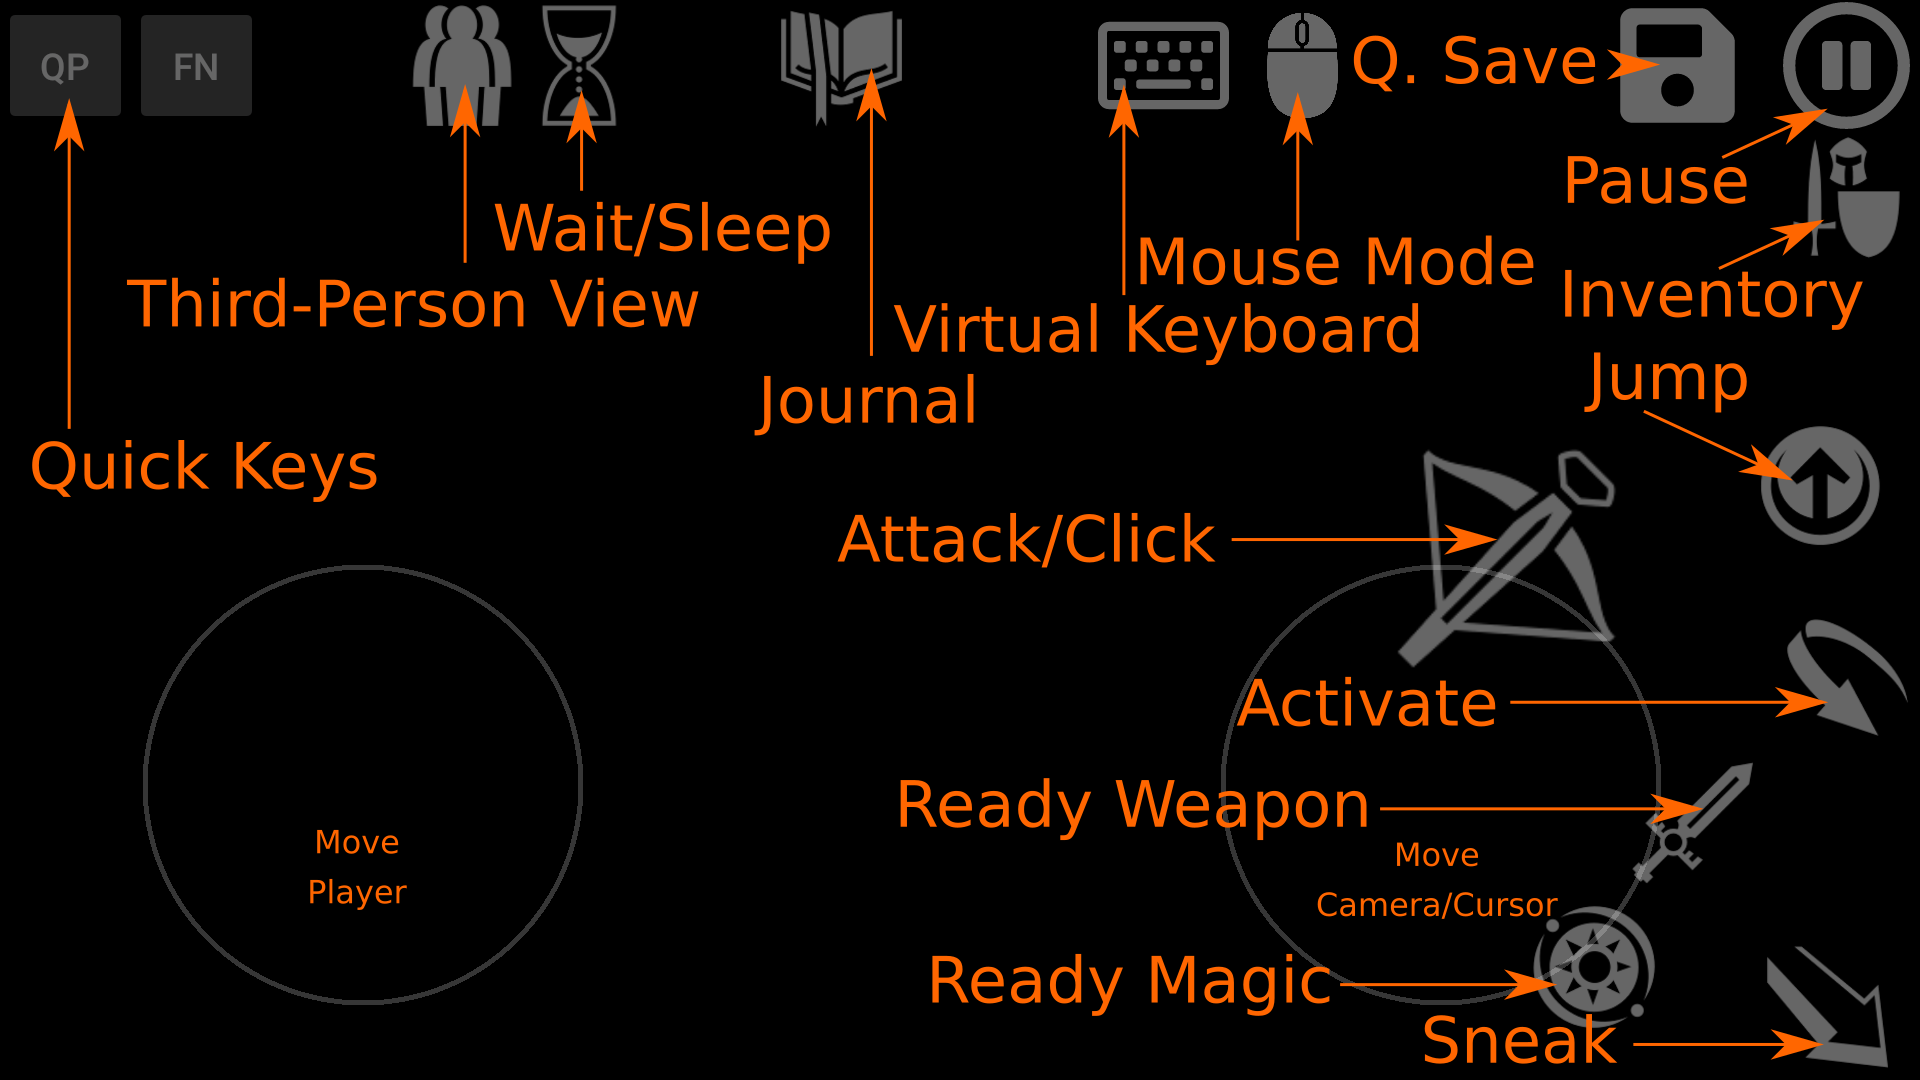 QP
FN
Q. Save
Pause
Wait/Sleep
Mouse Mode
Third-Person View
Inventory
Virtual Keyboard
Journal
Jump
Quick Keys
Attack/Click
Activate
Ready Weapon
Move
Player
Move
Camera/Cursor
Ready Magic
Sneak